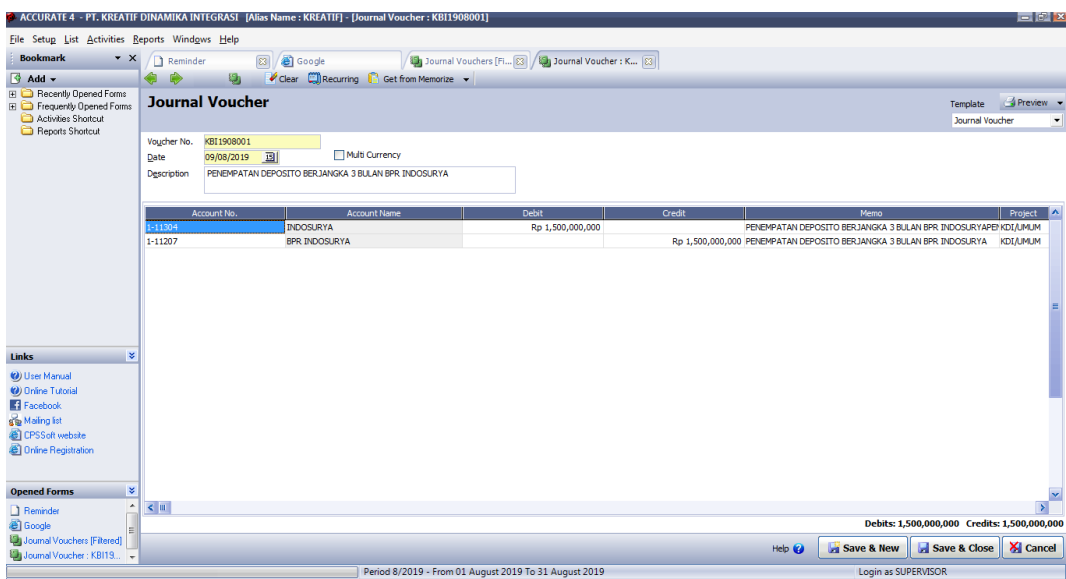 ACCURATE 4 - PT. KREATIF DINAMIKA INTEGRASI [Alias Name : KREATIF] - [Journal Voucher : KBI1908001]
File Setup List Activities Reports Windows Help
Bookmark
Reminder Google Journal Vouchers [Fi... Journal Voucher : K...
Add
Clear Recurring Get from Memorize
Recently Opened Forms
Frequently Opened Forms
Activities Shortcut
Reports Shortcut
Journal Voucher
Template Preview
Journal Voucher
Voucher No. KBI1908001
Date 09/08/2019 Multi Currency
Description PENEMPATAN DEPOSITO BERJANGKA 3 BULAN BPR INDOSURYA
Account No. Account Name Debit Credit Memo Project
1-11304 INDOSURYA Rp 1,500,000,000 PENEMPATAN DEPOSITO BERJANGKA 3 BULAN BPR INDOSURYAPEN KDI/UMUM
1-11207 BPR INDOSURYA Rp 1,500,000,000 PENEMPATAN DEPOSITO BERJANGKA 3 BULAN BPR INDOSURYA KDI/UMUM
Links
User Manual
Online Tutorial
Facebook
Mailing list
CPSSoft website
Online Registration
Opened Forms
Reminder
Google
Journal Vouchers [Filtered]
Journal Voucher : KBI19...
Debits: 1,500,000,000 Credits: 1,500,000,000
Help Save & New Save & Close Cancel
Period 8/2019 - From 01 August 2019 To 31 August 2019 Login as SUPERVISOR